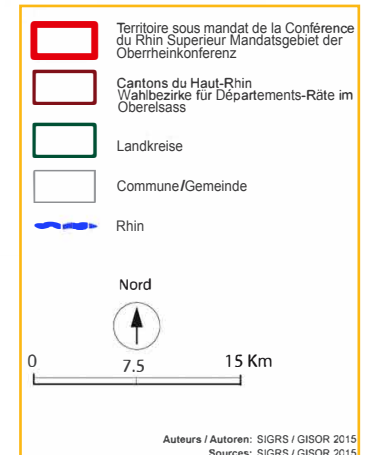 Territoire sous mandat de la Conférence
du Rhin Superieur Mandatsgebiet der
Oberrheinkonferenz
Cantons du Haut-Rhin
Wahlbezirke für Départements-Räte im
Oberelsass
Landkreise
Commune/Gemeinde
Rhin
Nord
0 7.5 15 Km
Auteurs / Autoren: SIGRS / GISOR 2015
Sources: SIGRS / GISOR 2015